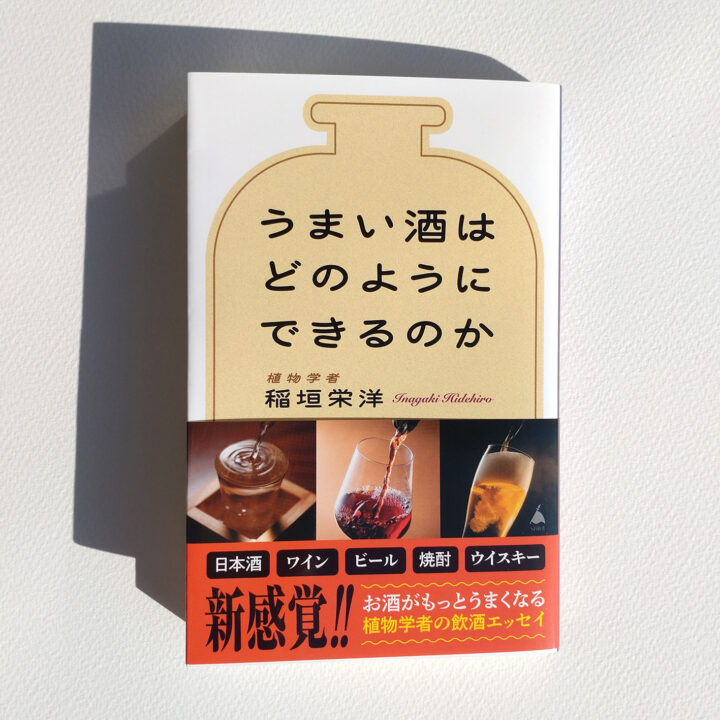 うまい酒は
どのように
できるのか
植物学者
稲垣栄洋 Inagaki Hidehiro
日本酒 ワイン ビール 焼酎 ウイスキー
新感覚!!
お酒がもっとうまくなる
植物学者の飲酒エッセイ